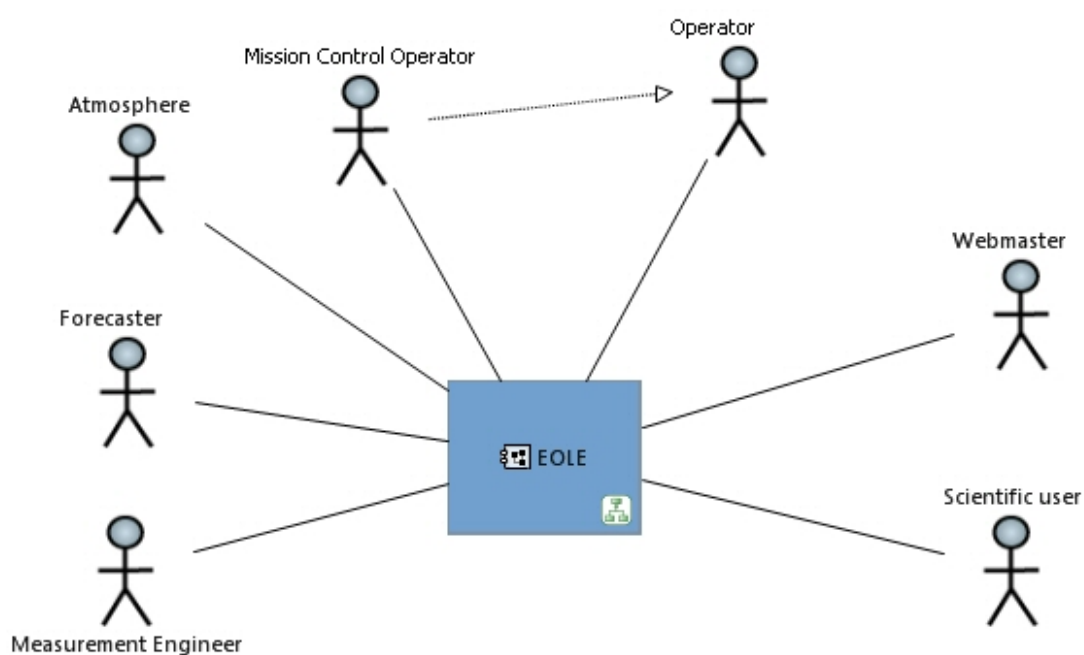 Operator
Mission Control Operator
Atmosphere
Webmaster
Forecaster
EOLE
Scientific user
Measurement Engineer